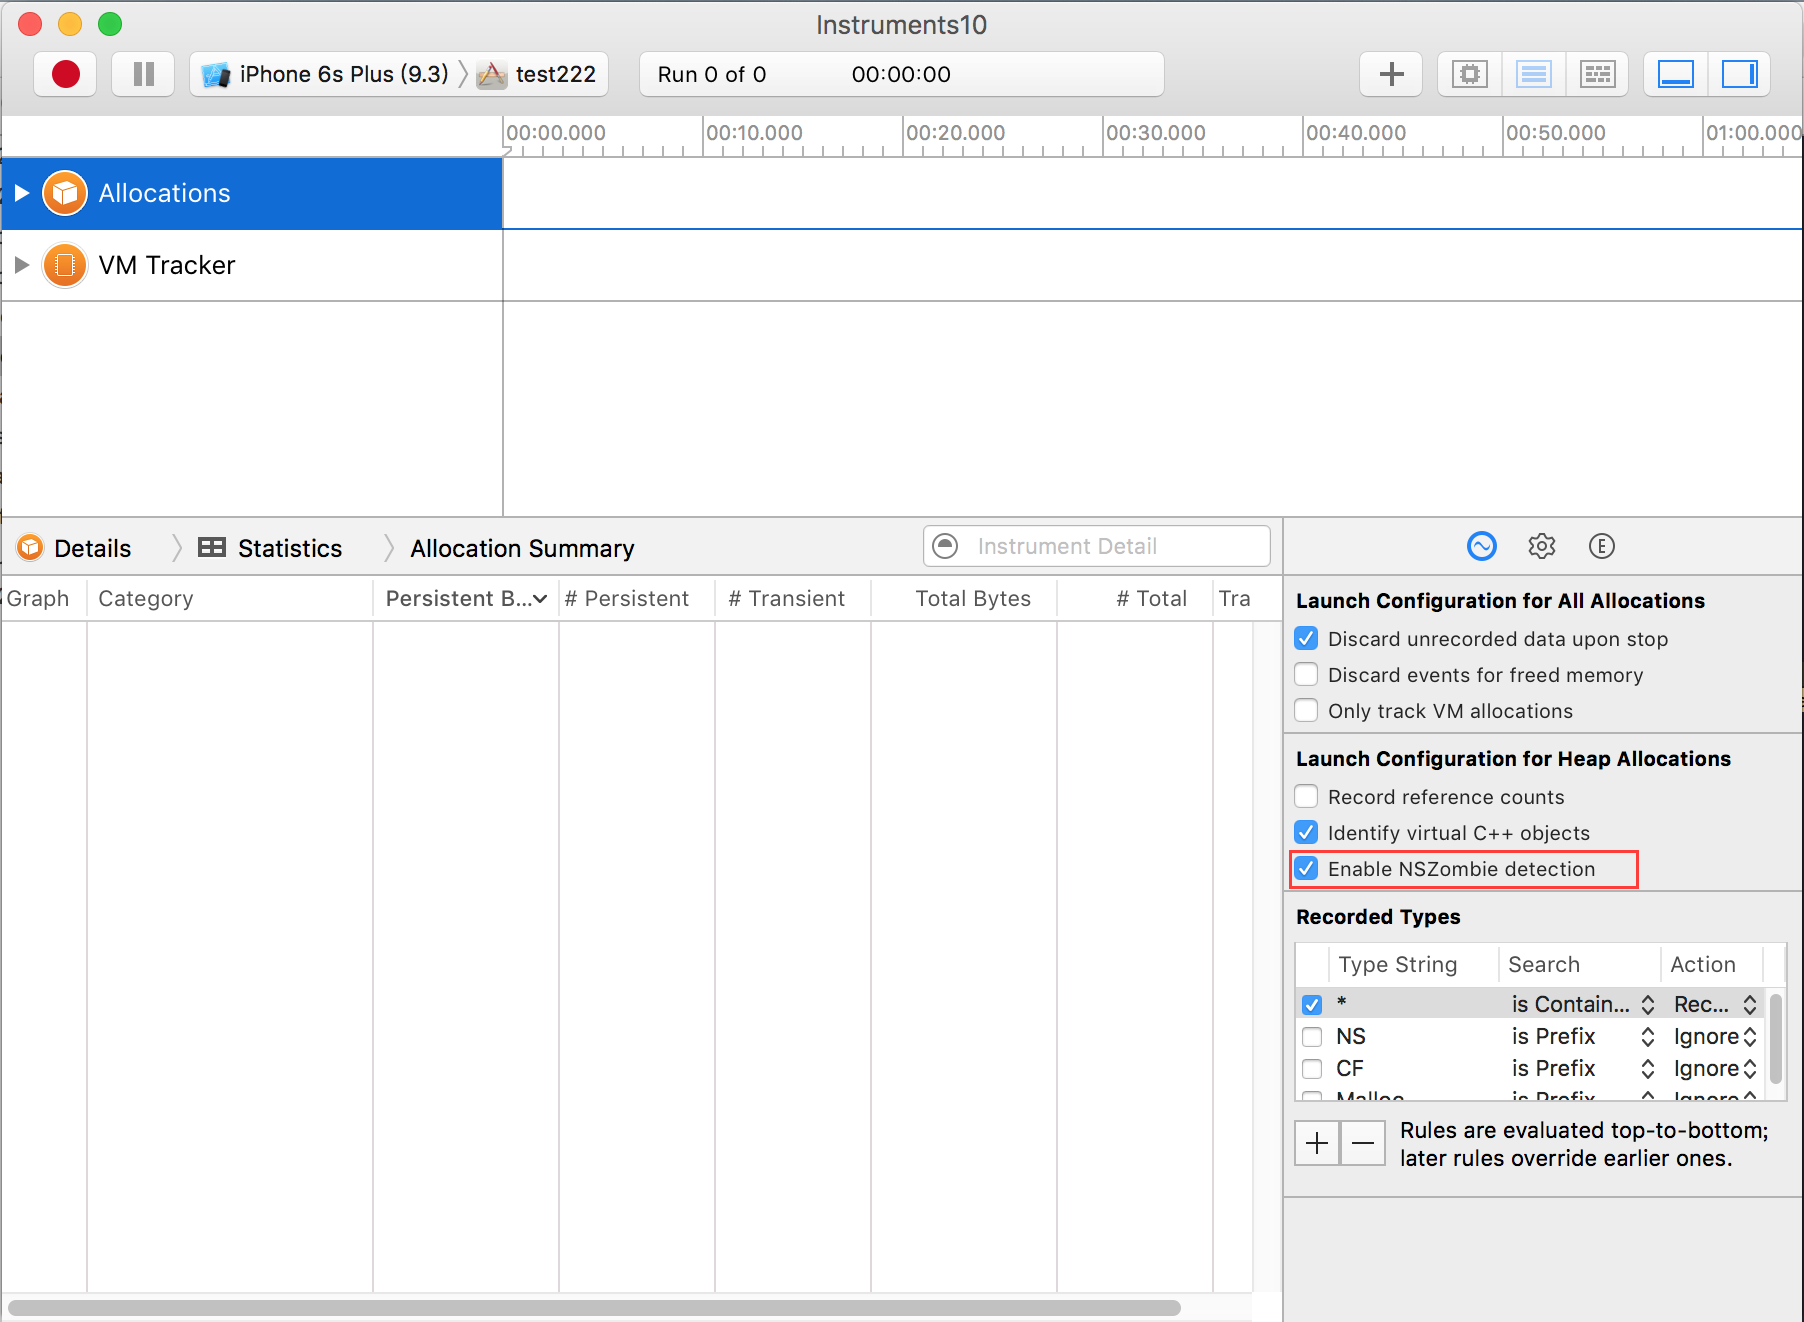 Instruments10
iPhone 6s Plus (9.3) test222 Run 0 of 0 00:00:00
00:00.000 00:10.000 00:20.000 00:30.000 00:40.000 00:50.000 01:00.000
Allocations
VM Tracker
Details Statistics Allocation Summary Instrument Detail
Graph Category Persistent B... # Persistent # Transient Total Bytes # Total Tra
Launch Configuration for All Allocations
Discard unrecorded data upon stop
Discard events for freed memory
Only track VM allocations
Launch Configuration for Heap Allocations
Record reference counts
Identify virtual C++ objects
Enable NSZombie detection
Recorded Types
Type String Search Action
* is Contain... Rec...
NS is Prefix Ignore
CF is Prefix Ignore
Malloc is Prefix Ignore
Rules are evaluated top-to-bottom;
later rules override earlier ones.